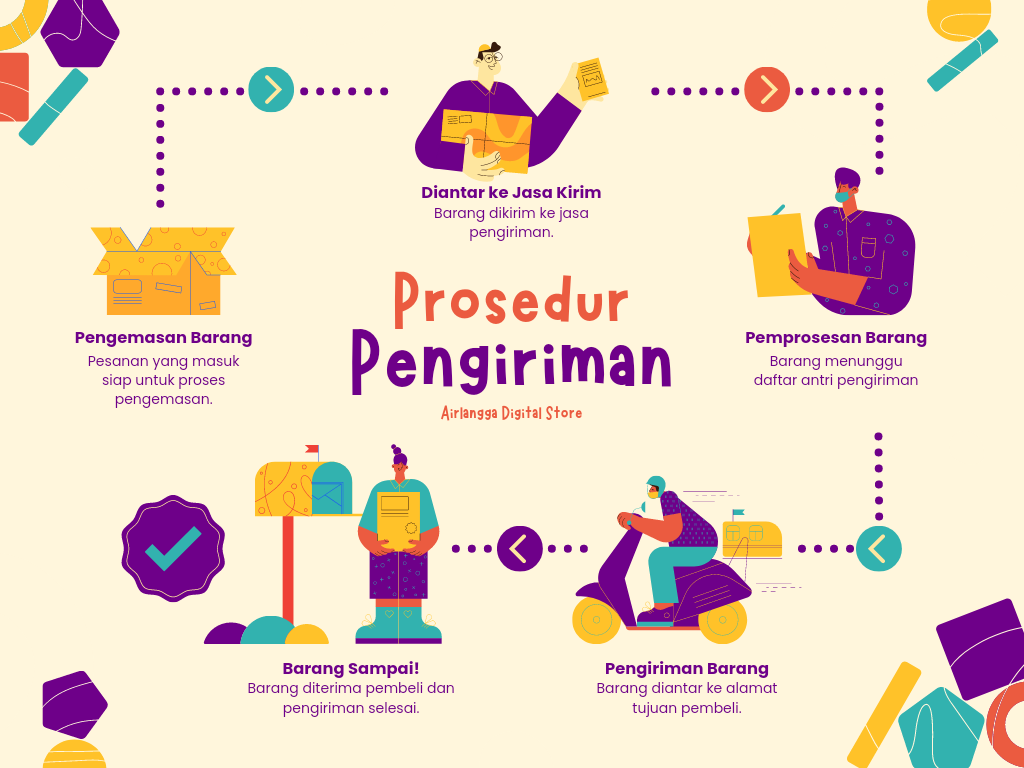 Prosedur
Pengiriman
Airlangga Digital Store
Pengemasan Barang
Pesanan yang masuk
siap untuk proses
pengemasan.
Diantar ke Jasa Kirim
Barang dikirim ke jasa
pengiriman.
Pemprosesan Barang
Barang menunggu
daftar antri pengiriman
Pengiriman Barang
Barang diantar ke alamat
tujuan pembeli.
Barang Sampai!
Barang diterima pembeli dan
pengiriman selesai.